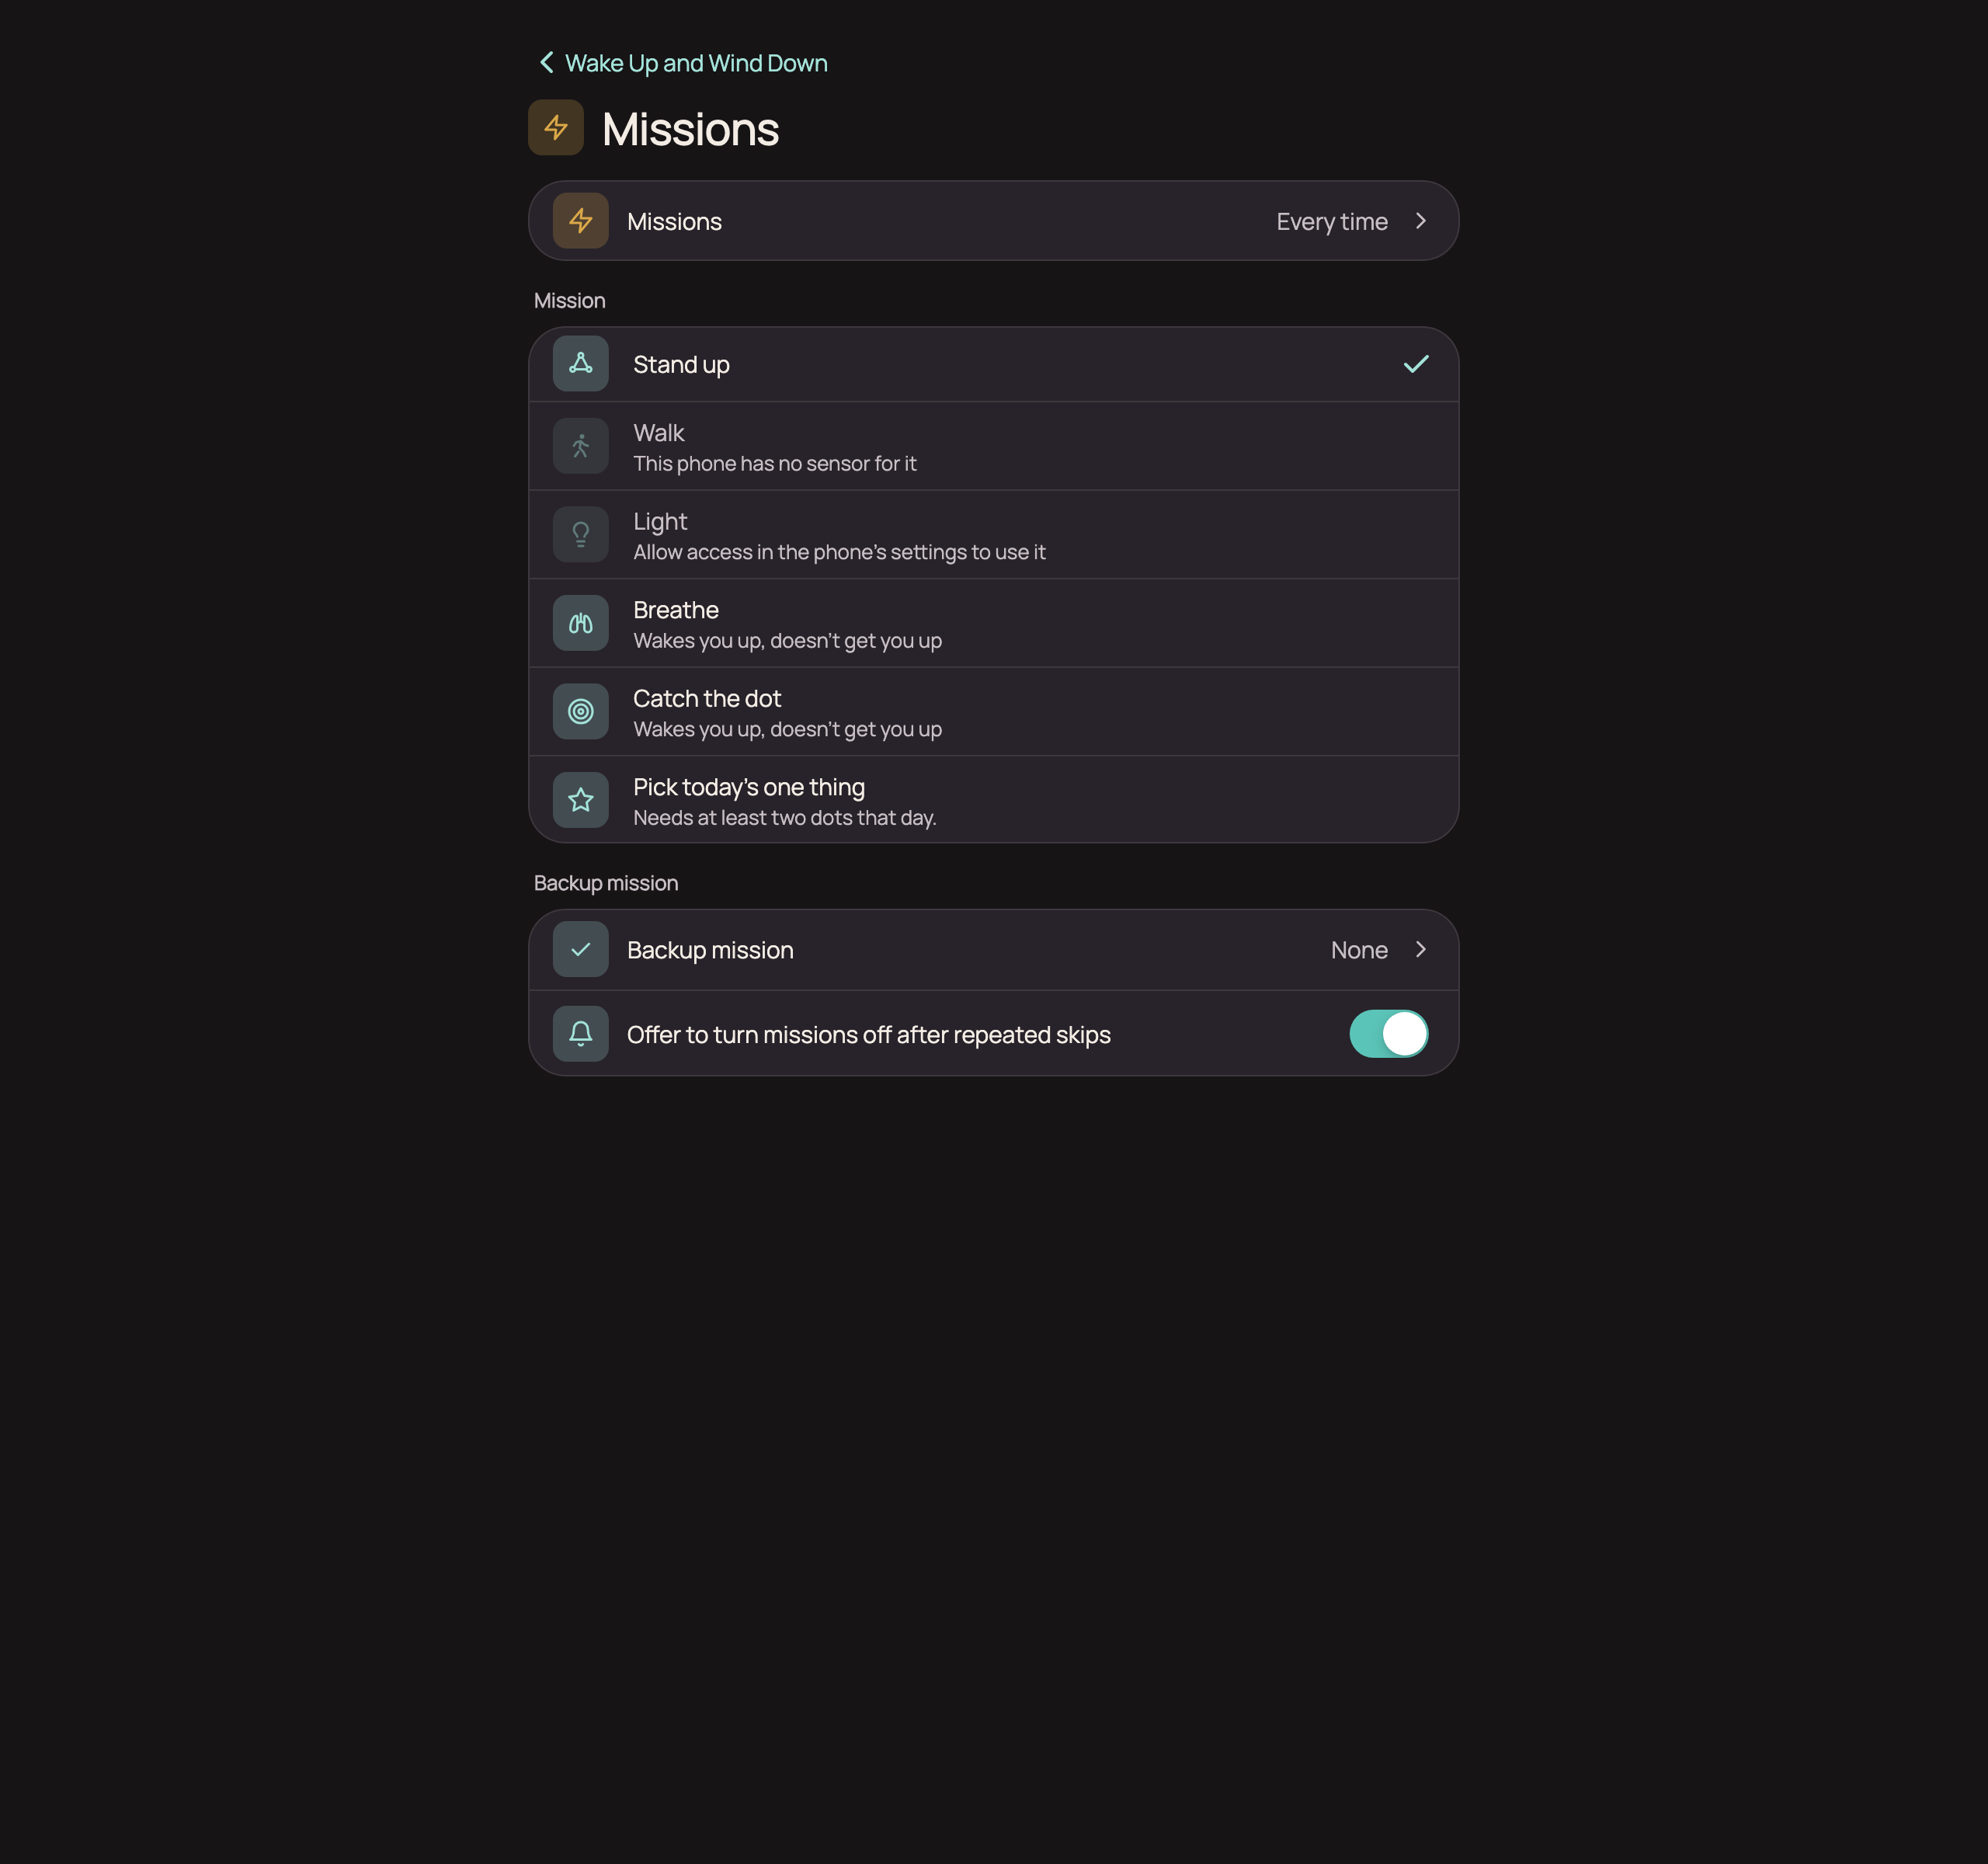 Wake Up and Wind Down
Missions
Missions
Every time
Mission
Stand up
Walk
This phone has no sensor for it
Light
Allow access in the phone’s settings to use it
Breathe
Wakes you up, doesn’t get you up
Catch the dot
Wakes you up, doesn’t get you up
Pick today’s one thing
Needs at least two dots that day.
Backup mission
Backup mission
None
Offer to turn missions off after repeated skips